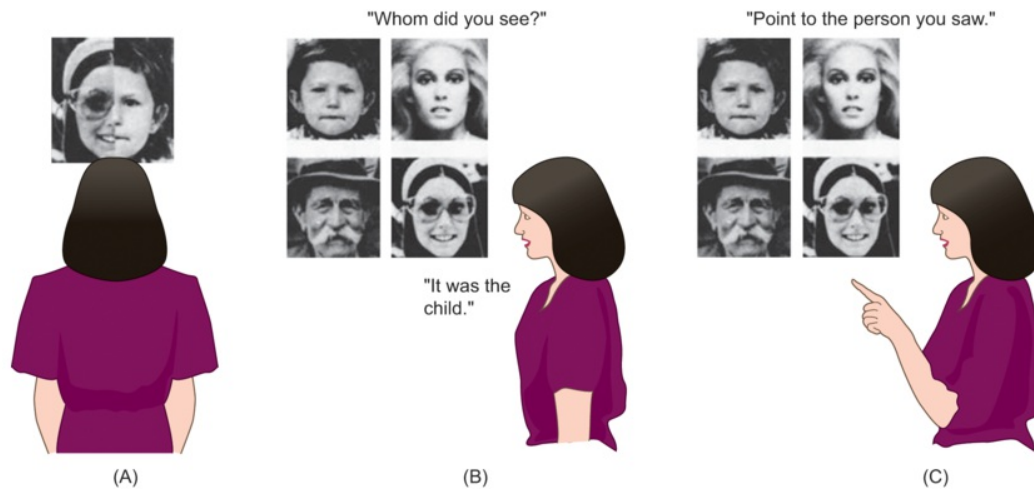 "Whom did you see?"
"Point to the person you saw."
"It was the
child."
(A)
(B)
(C)